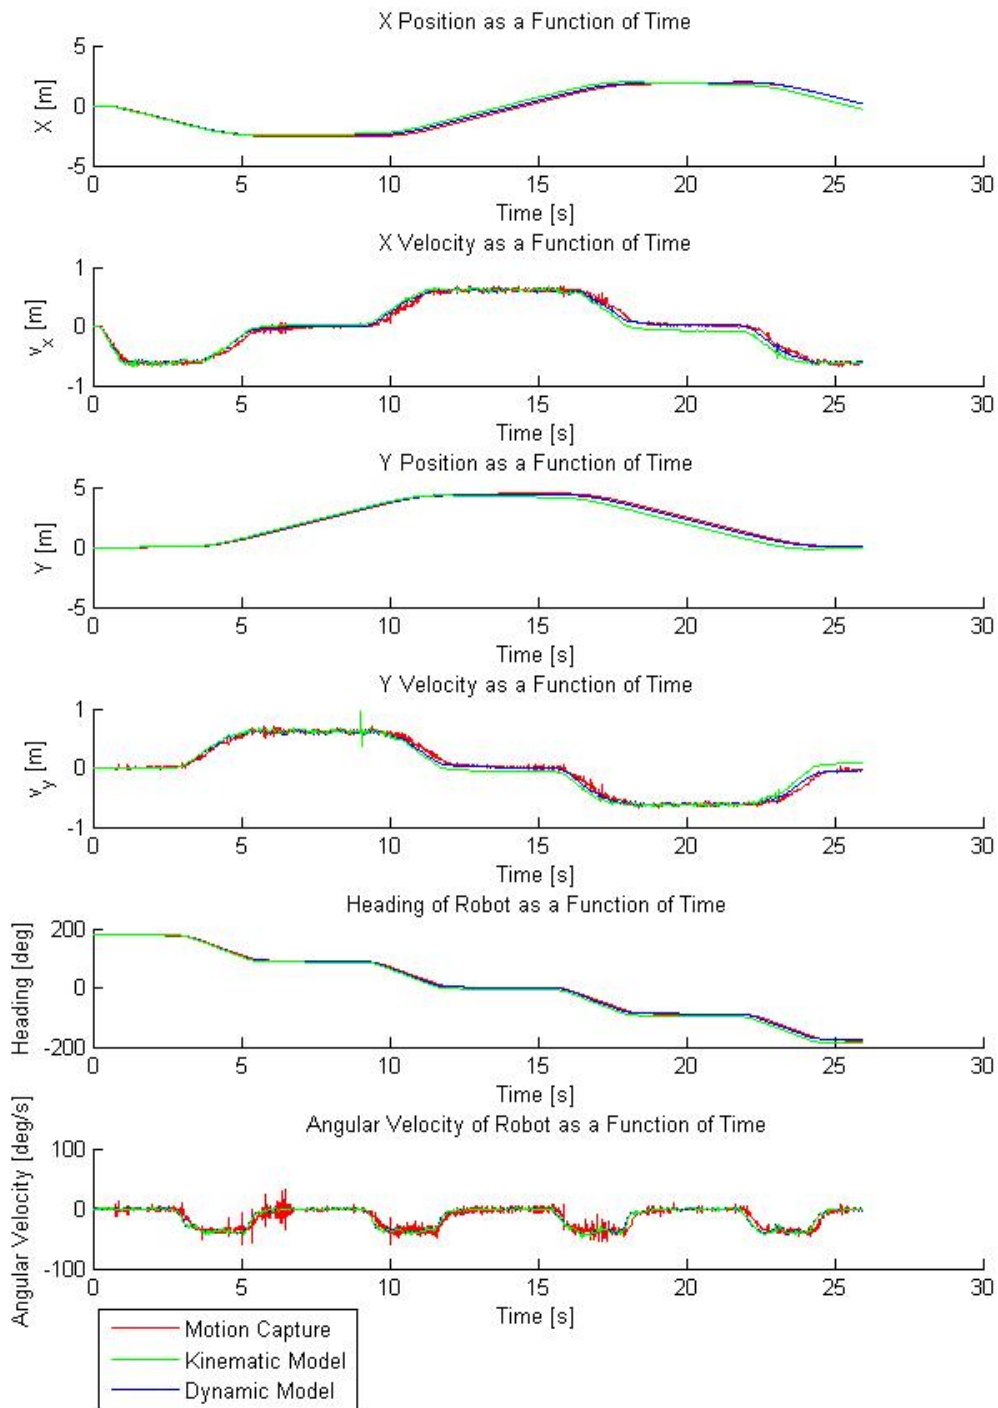 X Position as a Function of Time
5
0
-5
X [m]
0 5 10 15 20 25 30
Time [s]
X Velocity as a Function of Time
1
0
-1
v_x [m]
0 5 10 15 20 25 30
Time [s]
Y Position as a Function of Time
5
0
-5
Y [m]
0 5 10 15 20 25 30
Time [s]
Y Velocity as a Function of Time
1
0
-1
v_y [m]
0 5 10 15 20 25 30
Time [s]
Heading of Robot as a Function of Time
200
0
-200
Heading [deg]
0 5 10 15 20 25 30
Time [s]
Angular Velocity of Robot as a Function of Time
100
0
-100
Angular Velocity [deg/s]
0 5 10 15 20 25 30
Time [s]
Motion Capture
Kinematic Model
Dynamic Model